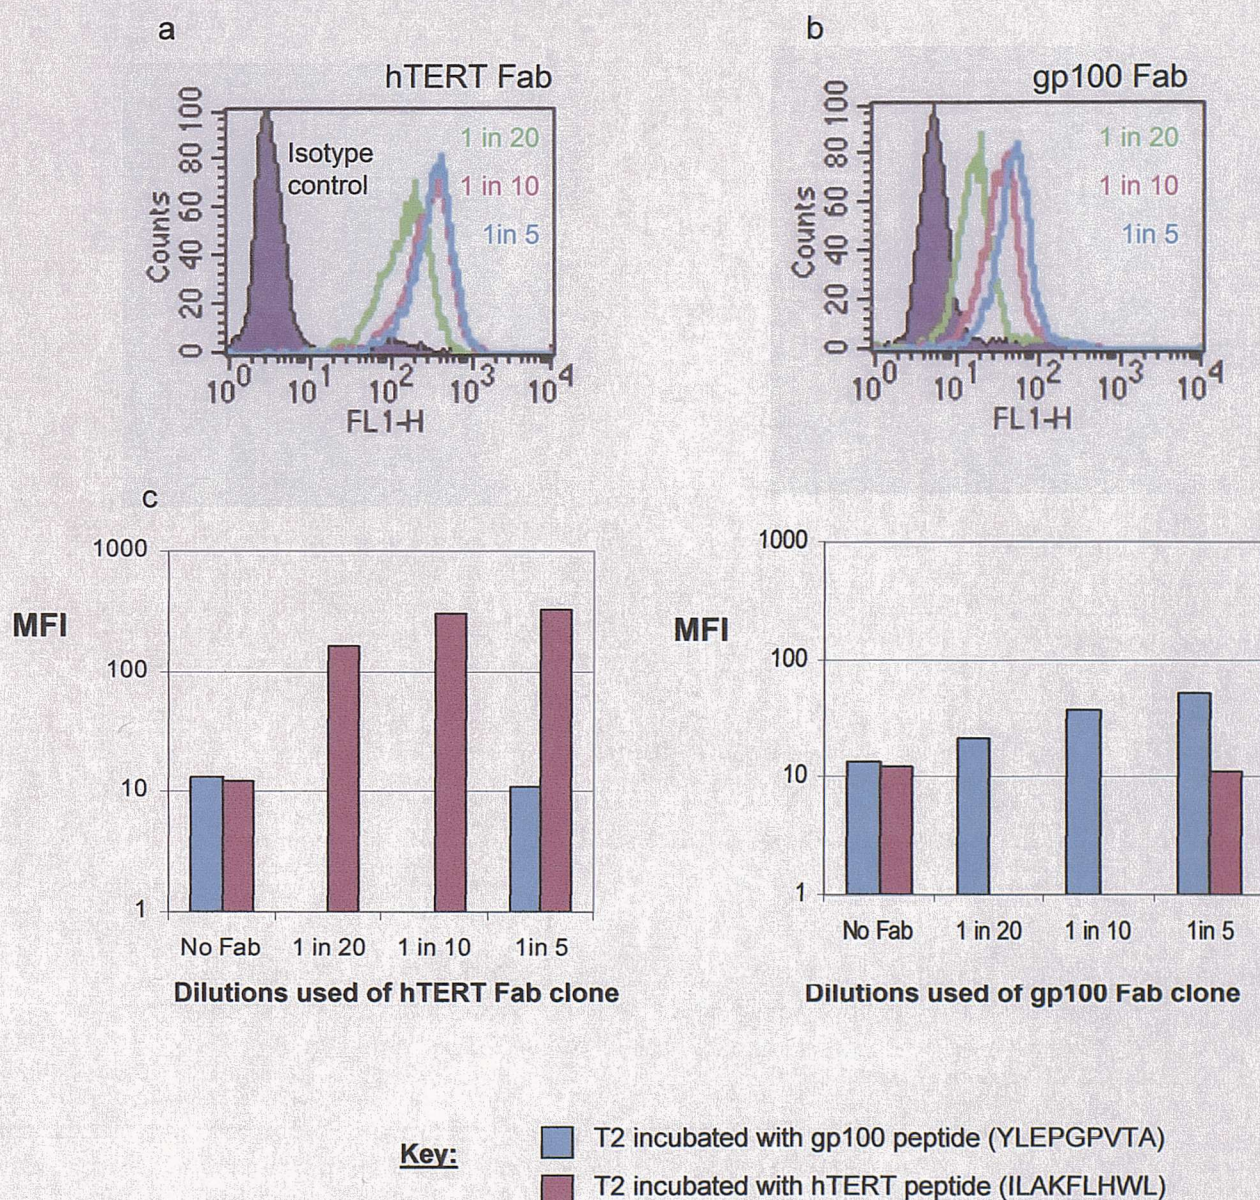 a
hTERT Fab
Counts
100
80
60
40
20
0
Isotype
control
1 in 20
1 in 10
1in 5
10^0 10^1 10^2 10^3 10^4
FL1-H
b
gp100 Fab
Counts
100
80
60
40
20
0
1 in 20
1 in 10
1in 5
10^0 10^1 10^2 10^3 10^4
FL1-H
c
MFI
1000
100
10
1
No Fab 1 in 20 1 in 10 1in 5
Dilutions used of hTERT Fab clone
MFI
1000
100
10
1
No Fab 1 in 20 1 in 10 1in 5
Dilutions used of gp100 Fab clone
Key:
T2 incubated with gp100 peptide (YLEPGPVTA)
T2 incubated with hTERT peptide (ILAKFLHWL)